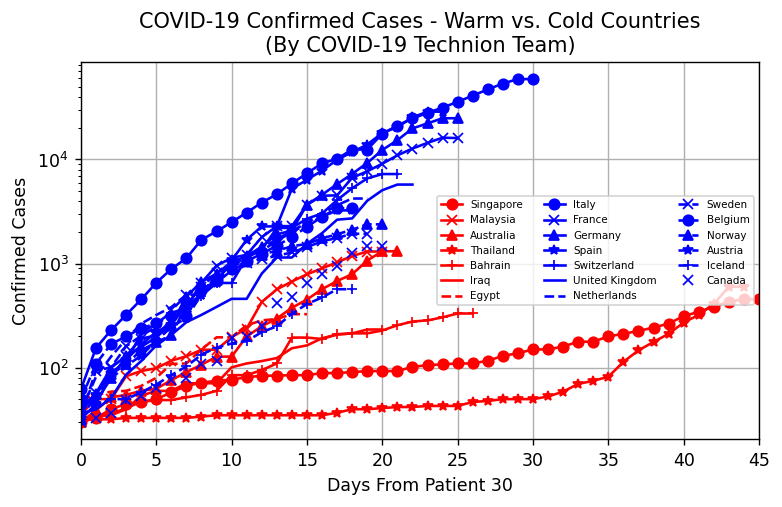 COVID-19 Confirmed Cases - Warm vs. Cold Countries
(By COVID-19 Technion Team)
Confirmed Cases
10^4
10^3
10^2
Singapore
Malaysia
Australia
Thailand
Bahrain
Iraq
Egypt
Italy
France
Germany
Spain
Switzerland
United Kingdom
Netherlands
Sweden
Belgium
Norway
Austria
Iceland
Canada
0 5 10 15 20 25 30 35 40 45
Days From Patient 30